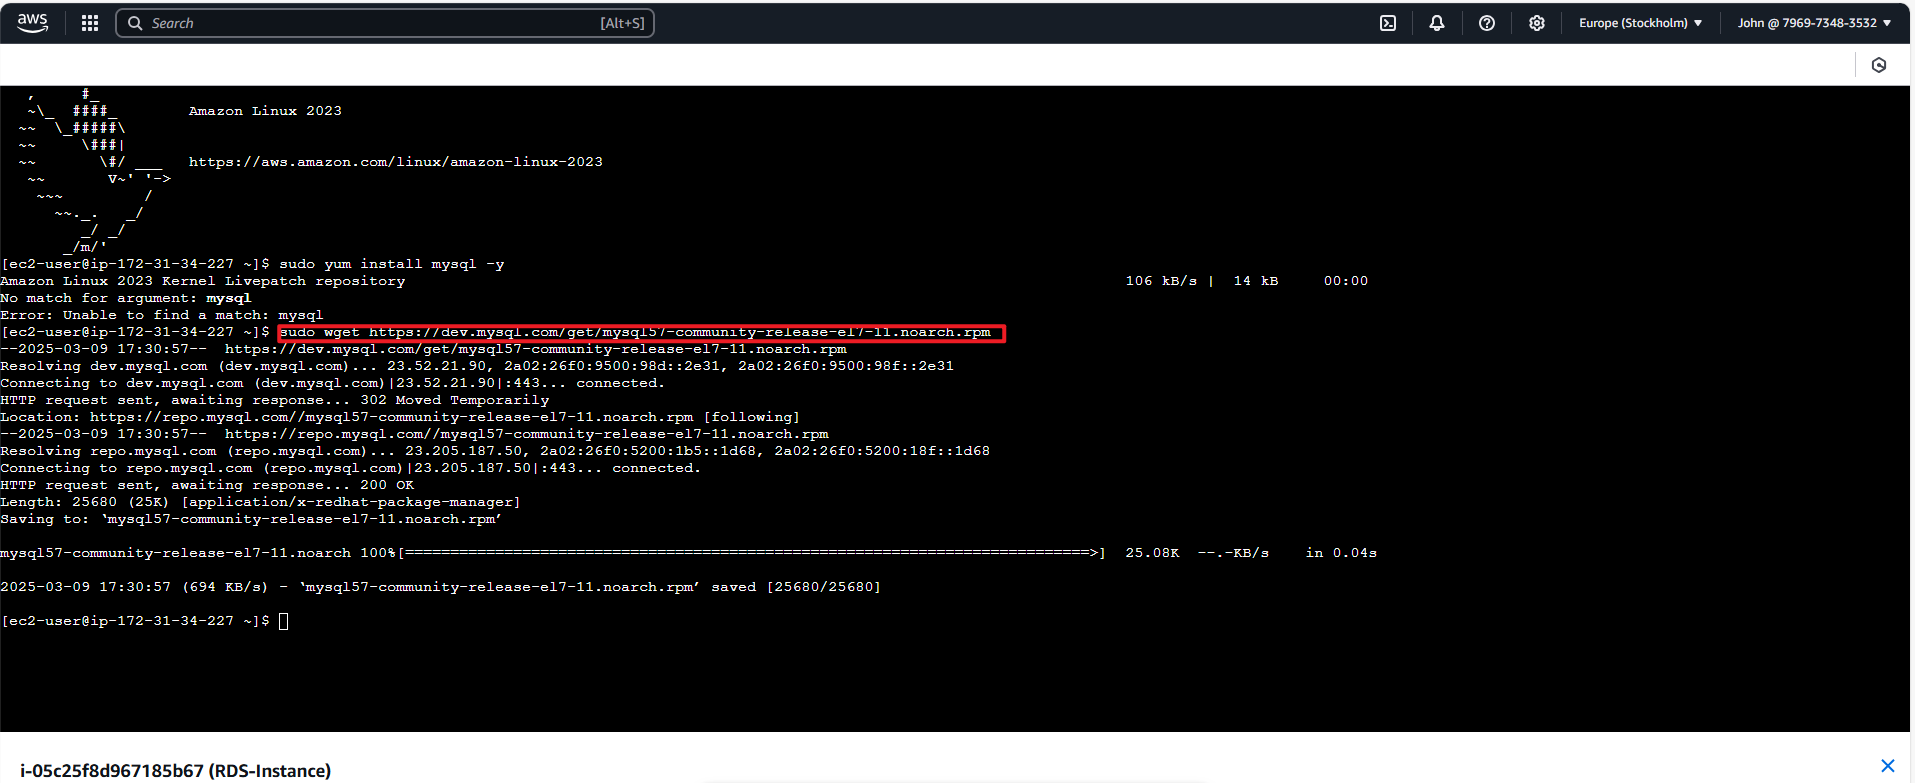 aws
Search [Alt+S]
Europe (Stockholm) ▼
John @ 7969-7348-3532 ▼
   ,     #_
   ~\_  ####_        Amazon Linux 2023
  ~~  \_#####\
  ~~     \###|
  ~~       \#/ ___   https://aws.amazon.com/linux/amazon-linux-2023
   ~~       V~' '->
    ~~~         /
      ~~._.   _/
         _/ _/
       _/m/'
[ec2-user@ip-172-31-34-227 ~]$ sudo yum install mysql -y
Amazon Linux 2023 Kernel Livepatch repository 106 kB/s | 14 kB 00:00
No match for argument: mysql
Error: Unable to find a match: mysql
[ec2-user@ip-172-31-34-227 ~]$ sudo wget https://dev.mysql.com/get/mysql57-community-release-el7-11.noarch.rpm
--2025-03-09 17:30:57--  https://dev.mysql.com/get/mysql57-community-release-el7-11.noarch.rpm
Resolving dev.mysql.com (dev.mysql.com)... 23.52.21.90, 2a02:26f0:9500:98d::2e31, 2a02:26f0:9500:98f::2e31
Connecting to dev.mysql.com (dev.mysql.com)|23.52.21.90|:443... connected.
HTTP request sent, awaiting response... 302 Moved Temporarily
Location: https://repo.mysql.com//mysql57-community-release-el7-11.noarch.rpm [following]
--2025-03-09 17:30:57--  https://repo.mysql.com//mysql57-community-release-el7-11.noarch.rpm
Resolving repo.mysql.com (repo.mysql.com)... 23.205.187.50, 2a02:26f0:5200:1b5::1d68, 2a02:26f0:5200:18f::1d68
Connecting to repo.mysql.com (repo.mysql.com)|23.205.187.50|:443... connected.
HTTP request sent, awaiting response... 200 OK
Length: 25680 (25K) [application/x-redhat-package-manager]
Saving to: ‘mysql57-community-release-el7-11.noarch.rpm’
mysql57-community-release-el7-11.noarch 100%[============================================================================>]  25.08K  --.-KB/s    in 0.04s
2025-03-09 17:30:57 (694 KB/s) - ‘mysql57-community-release-el7-11.noarch.rpm’ saved [25680/25680]
[ec2-user@ip-172-31-34-227 ~]$
i-05c25f8d967185b67 (RDS-Instance)